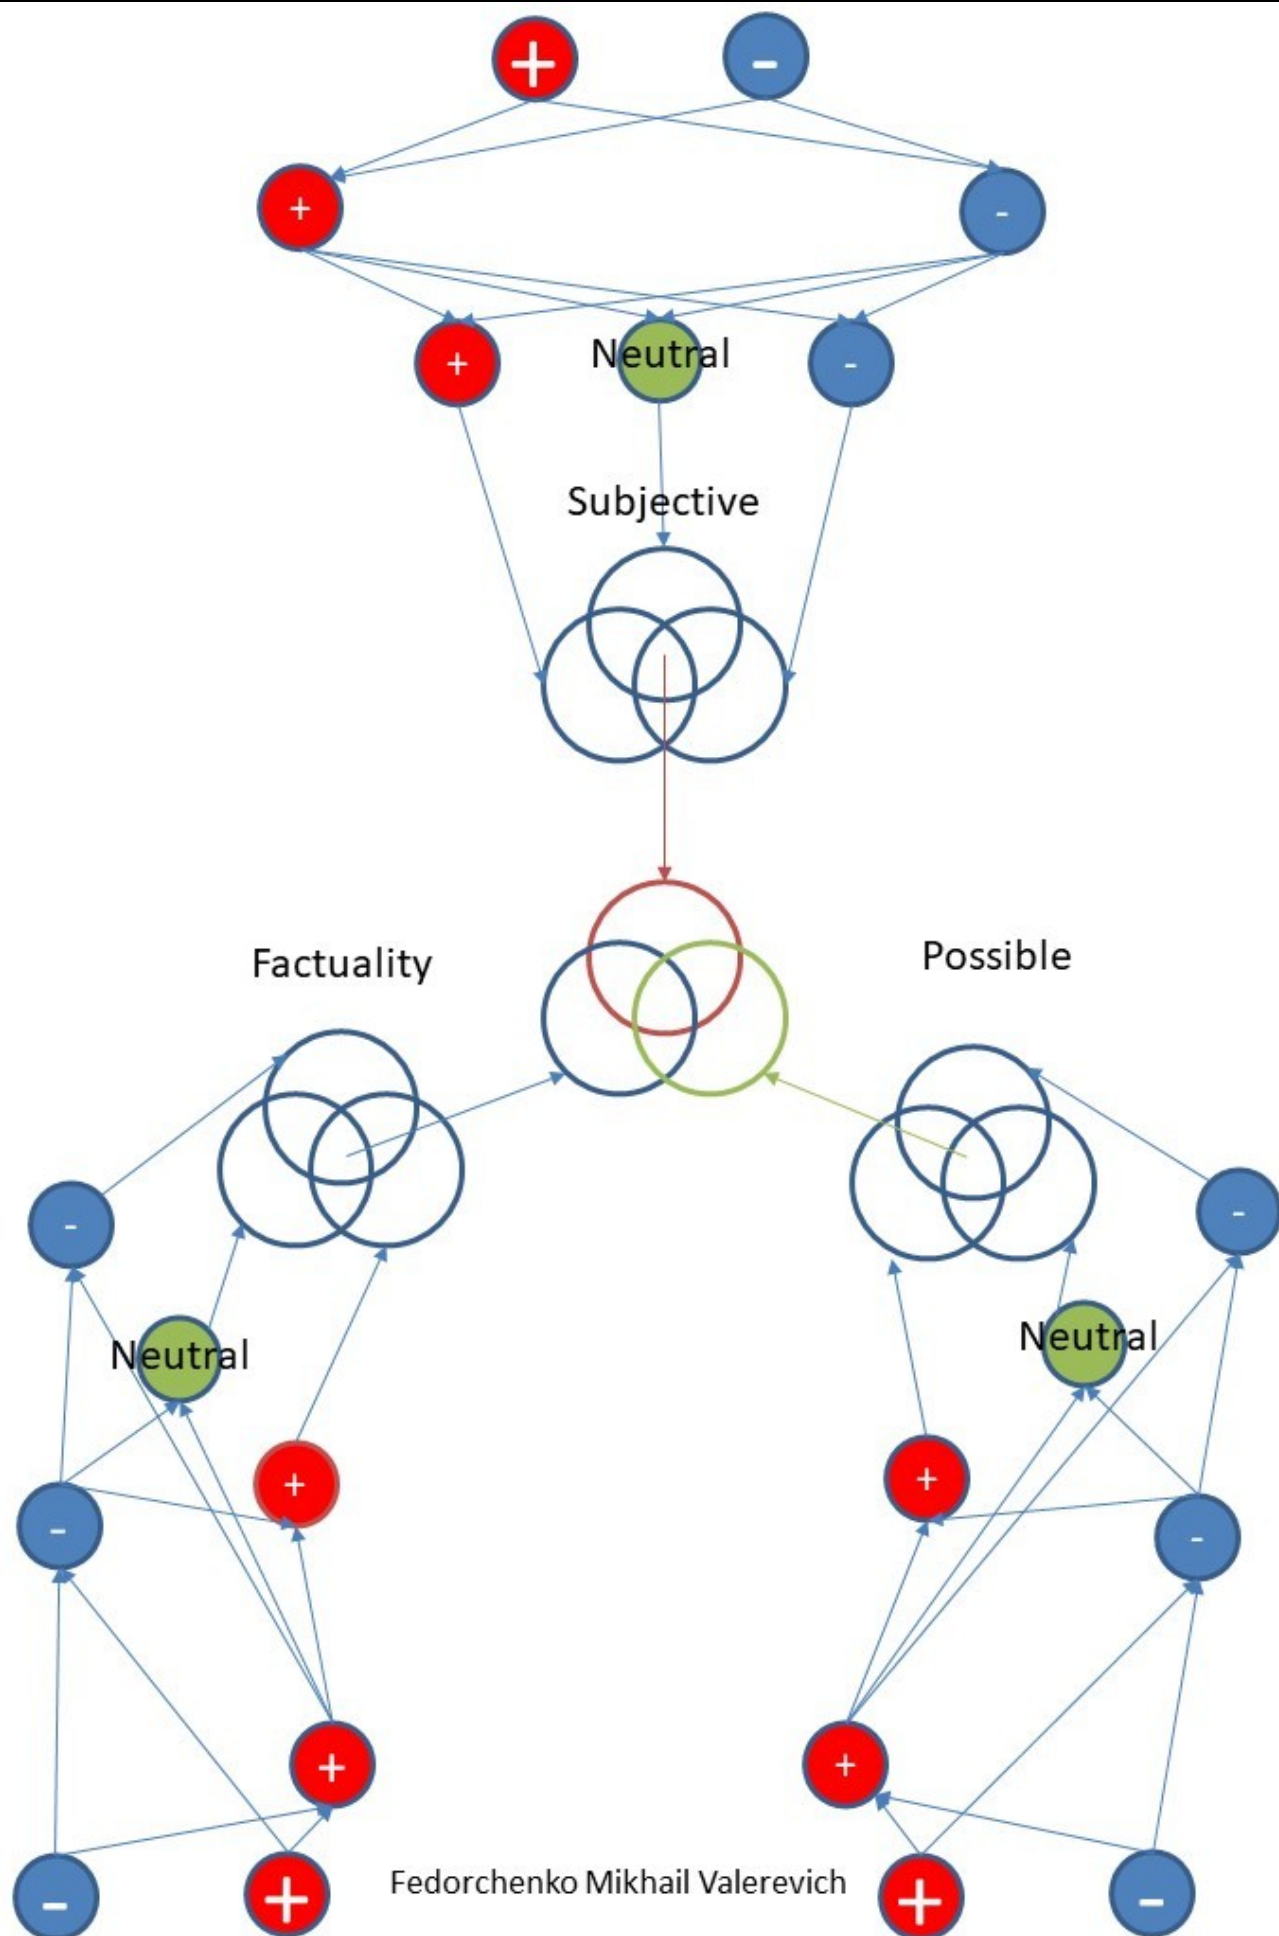 + -
+ -
+ Neutral -
Subjective
Factuality Possible
- -
Neutral Neutral
+ +
- -
+ +
- + Fedorchenko Mikhail Valerevich + -